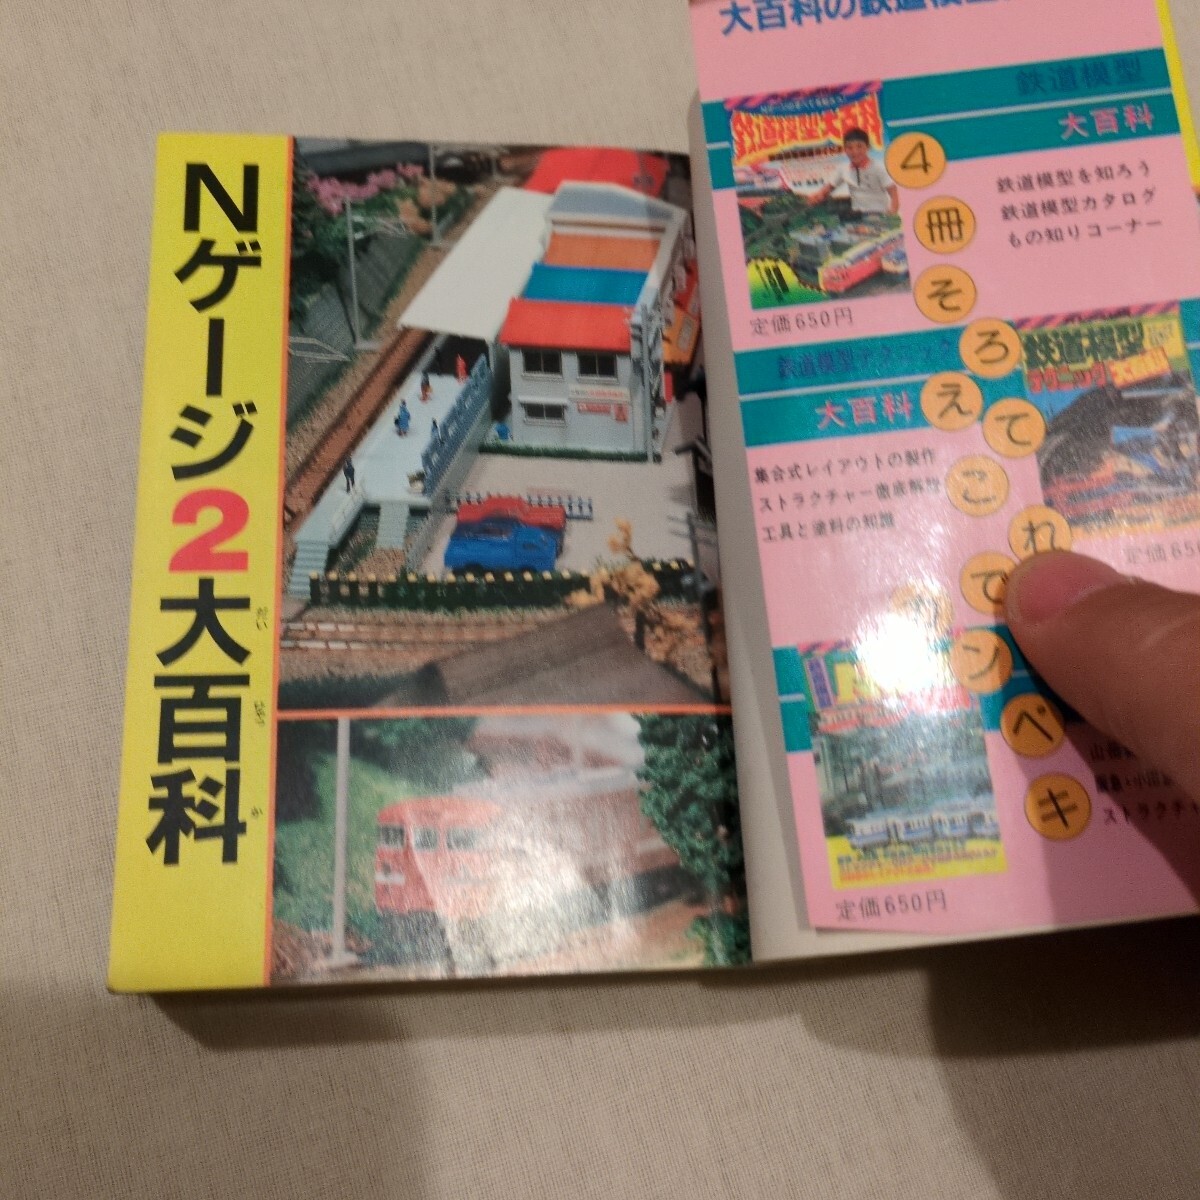 Nゲージ2大百科
だい
大百科の鉄道模型
鉄道模型
大百科
鉄道模型大百科
鉄道模型を知ろう
鉄道模型カタログ
もの知りコーナー
定価650円
4冊そろえてこれでカンペキ
鉄道模型テクニック
大百科
鉄道模型
テクニック大百科
集合式レイアウトの製作
ストラクチャー徹底解説
工具と塗料の知識
定価650円
ストラクチャ